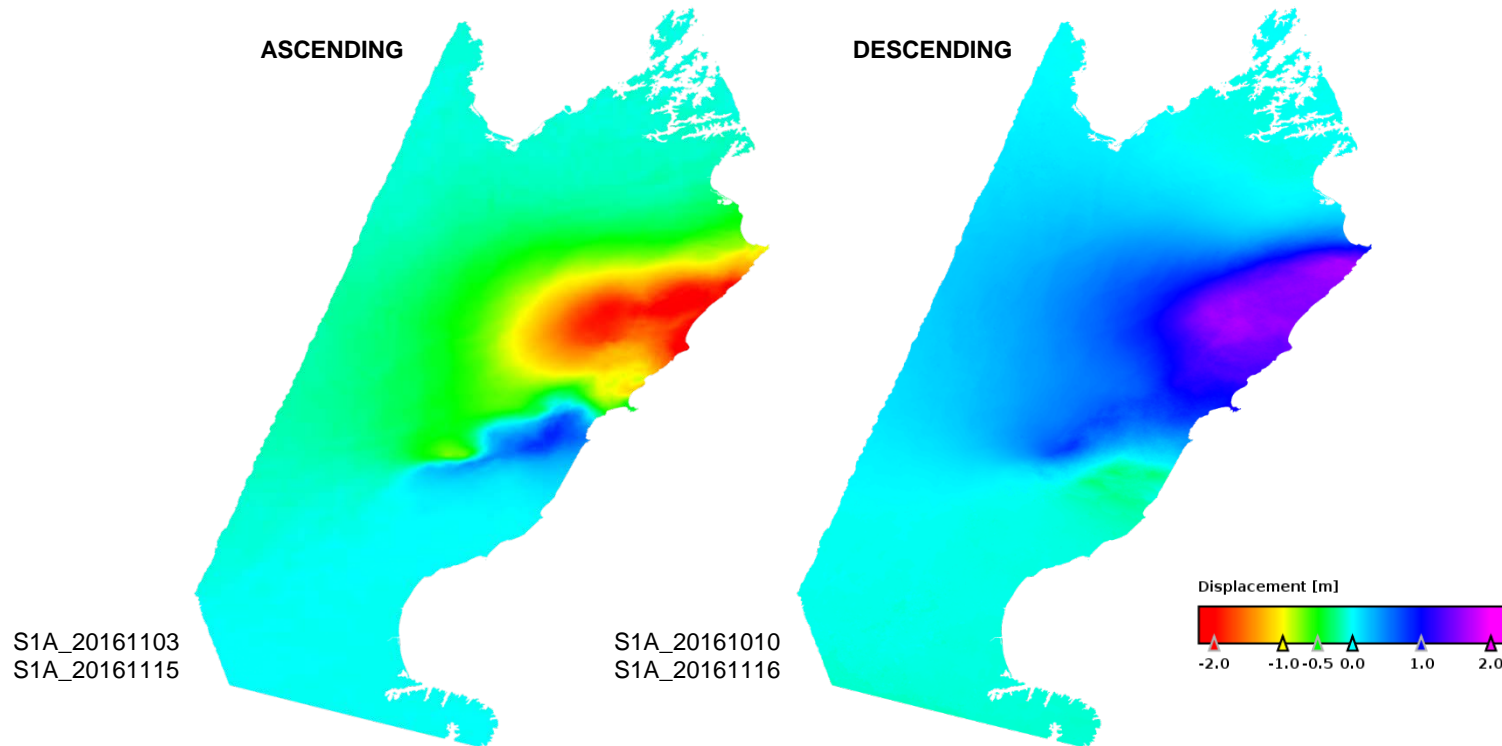 ASCENDING
DESCENDING
S1A_20161103
S1A_20161115
S1A_20161010
S1A_20161116
Displacement [m]
-2.0 -1.0 -0.5 0.0 1.0 2.0